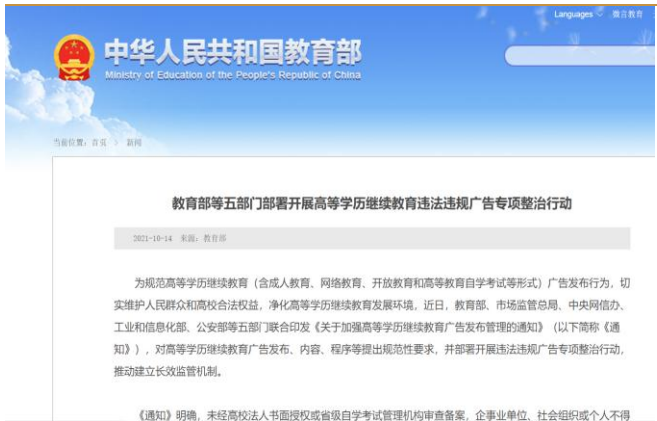 Languages 微言教育
中华人民共和国教育部
Ministry of Education of the People's Republic of China
当前位置：首页 > 新闻
教育部等五部门部署开展高等学历继续教育违法违规广告专项整治行动
2021-10-14 来源：教育部
为规范高等学历继续教育（含成人教育、网络教育、开放教育和高等教育自学考试等形式）广告发布行为，切
实维护人民群众和高校合法权益，净化高等学历继续教育发展环境，近日，教育部、市场监管总局、中央网信办、
工业和信息化部、公安部等五部门联合印发《关于加强高等学历继续教育广告发布管理的通知》（以下简称《通
知》），对高等学历继续教育广告发布、内容、程序等提出规范性要求，并部署开展违法违规广告专项整治行动，
推动建立长效监管机制。
《通知》明确，未经高校法人书面授权或省级自学考试管理机构审查备案，企事业单位、社会组织或个人不得